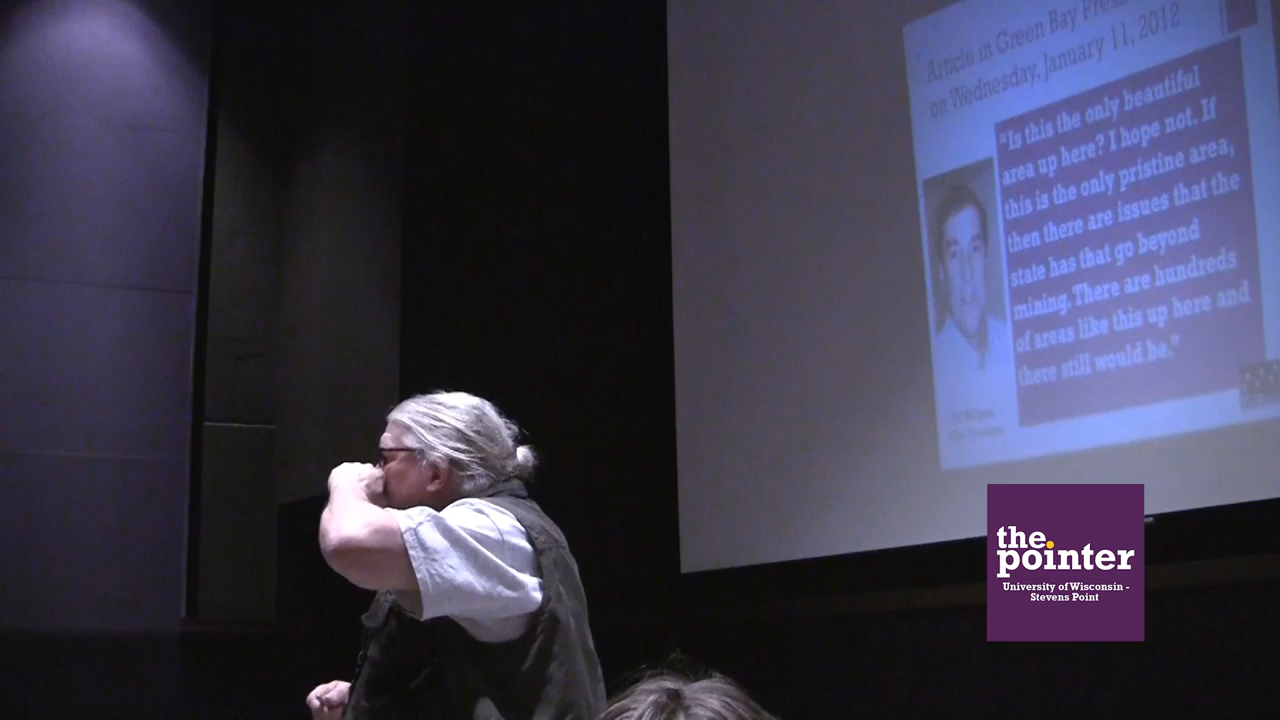 Article in Green Bay Press
on Wednesday, January 11, 2012
"Is this the only beautiful
area up here? I hope not. If
this is the only pristine area,
then there are issues that the
state has that go beyond
mining. There are hundreds
of areas like this up here and
there still would be."
the pointer
University of Wisconsin -
Stevens Point